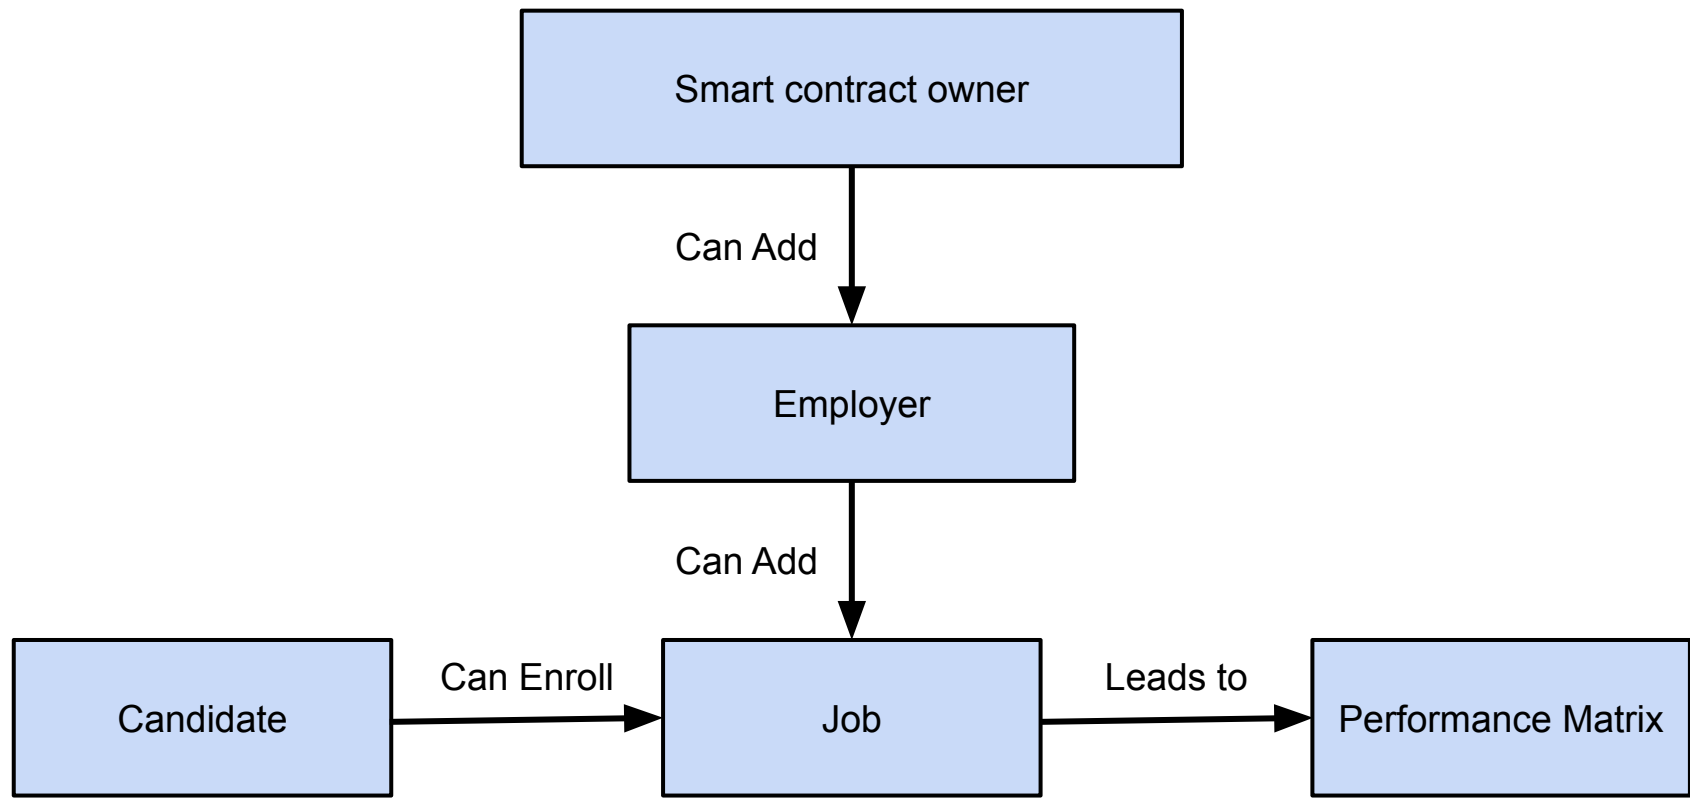 Smart contract owner
Can Add
Employer
Can Add
Candidate
Can Enroll
Job
Leads to
Performance Matrix